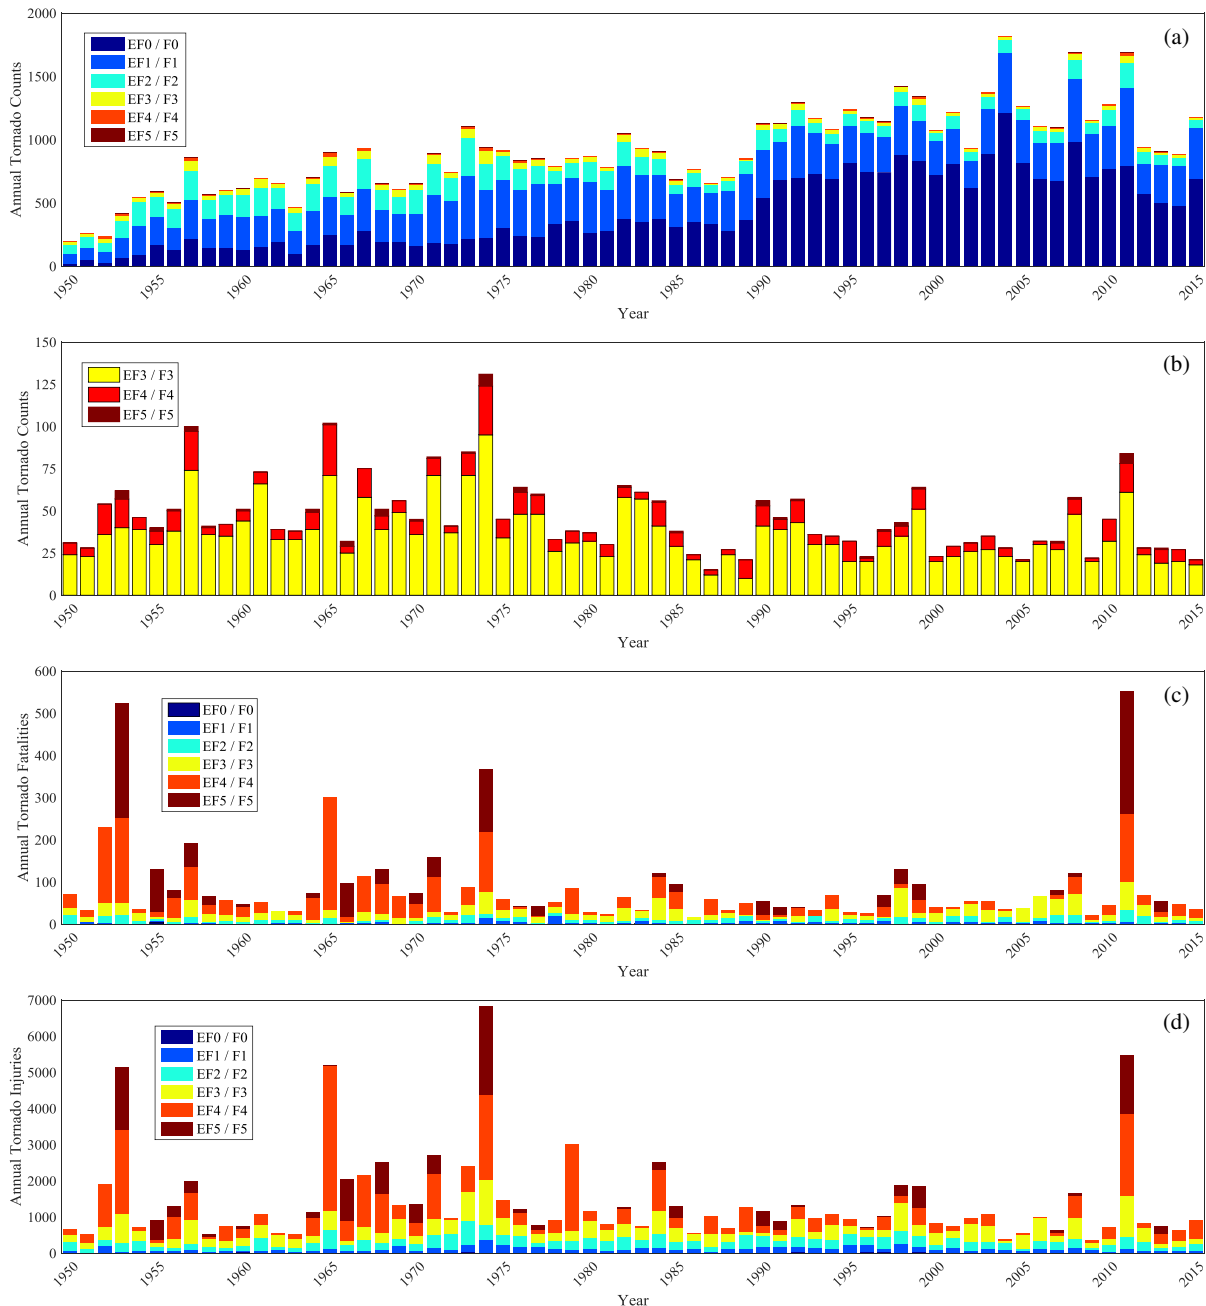 (a)
Annual Tornado Counts
2000
1500
1000
500
0
EF0 / F0
EF1 / F1
EF2 / F2
EF3 / F3
EF4 / F4
EF5 / F5
1950 1955 1960 1965 1970 1975 1980 1985 1990 1995 2000 2005 2010 2015
Year
(b)
Annual Tornado Counts
150
125
100
75
50
25
0
EF3 / F3
EF4 / F4
EF5 / F5
1950 1955 1960 1965 1970 1975 1980 1985 1990 1995 2000 2005 2010 2015
Year
(c)
Annual Tornado Fatalities
600
500
400
300
200
100
0
EF0 / F0
EF1 / F1
EF2 / F2
EF3 / F3
EF4 / F4
EF5 / F5
1950 1955 1960 1965 1970 1975 1980 1985 1990 1995 2000 2005 2010 2015
Year
(d)
Annual Tornado Injuries
7000
6000
5000
4000
3000
2000
1000
0
EF0 / F0
EF1 / F1
EF2 / F2
EF3 / F3
EF4 / F4
EF5 / F5
1950 1955 1960 1965 1970 1975 1980 1985 1990 1995 2000 2005 2010 2015
Year